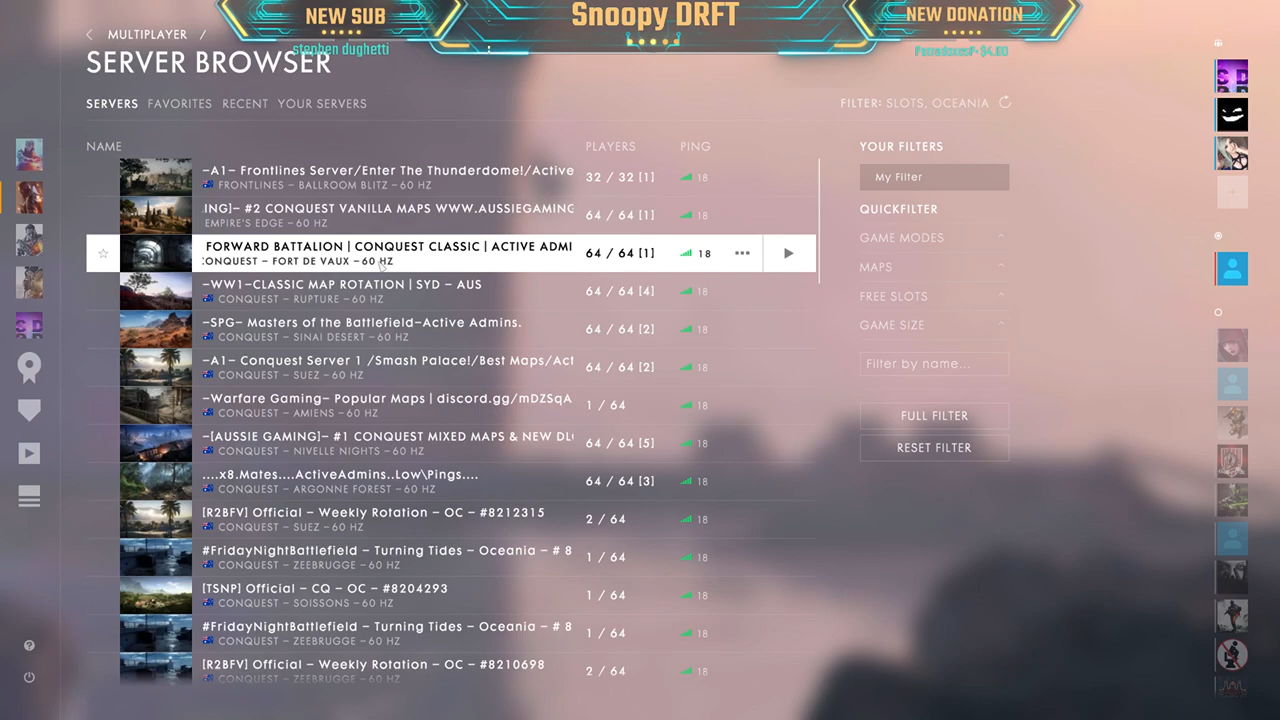 NEW SUB
stephen dughetti
Snoopy DRFT
NEW DONATION
MULTIPLAYER /
SERVER BROWSER
SERVERS FAVORITES RECENT YOUR SERVERS
FILTER: SLOTS, OCEANIA
NAME PLAYERS PING
–A1– Frontlines Server/Enter The Thunderdome!/Active
FRONTLINES – BALLROOM BLITZ – 60 HZ
32 / 32 [1] 18
ING]– #2 CONQUEST VANILLA MAPS WWW.AUSSIEGAMING
EMPIRE'S EDGE – 60 HZ
64 / 64 [1] 18
FORWARD BATTALION | CONQUEST CLASSIC | ACTIVE ADMI
CONQUEST – FORT DE VAUX – 60 HZ
64 / 64 [1] 18
–WW1–CLASSIC MAP ROTATION | SYD – AUS
CONQUEST – RUPTURE – 60 HZ
64 / 64 [4] 18
–SPG– Masters of the Battlefield–Active Admins.
CONQUEST – SINAI DESERT – 60 HZ
64 / 64 [2] 18
–A1– Conquest Server 1 /Smash Palace!/Best Maps/Act
CONQUEST – SUEZ – 60 HZ
64 / 64 [2] 18
–Warfare Gaming– Popular Maps | discord.gg/mDZSqA
CONQUEST – AMIENS – 60 HZ
1 / 64 18
–[AUSSIE GAMING]– #1 CONQUEST MIXED MAPS & NEW DL
CONQUEST – NIVELLE NIGHTS – 60 HZ
64 / 64 [5] 18
....x8.Mates....ActiveAdmins..Low\Pings....
CONQUEST – ARGONNE FOREST – 60 HZ
64 / 64 [3] 18
[R2BFV] Official – Weekly Rotation – OC – #8212315
CONQUEST – SUEZ – 60 HZ
2 / 64 18
#FridayNightBattlefield – Turning Tides – Oceania – # 8
CONQUEST – ZEEBRUGGE – 60 HZ
1 / 64 18
[TSNP] Official – CQ – OC – #8204293
CONQUEST – SOISSONS – 60 HZ
1 / 64 18
#FridayNightBattlefield – Turning Tides – Oceania – # 8
CONQUEST – ZEEBRUGGE – 60 HZ
1 / 64 18
[R2BFV] Official – Weekly Rotation – OC – #8210698
CONQUEST – ZEEBRUGGE – 60 HZ
2 / 64 18
YOUR FILTERS
My Filter
QUICKFILTER
GAME MODES
MAPS
FREE SLOTS
GAME SIZE
Filter by name...
FULL FILTER
RESET FILTER